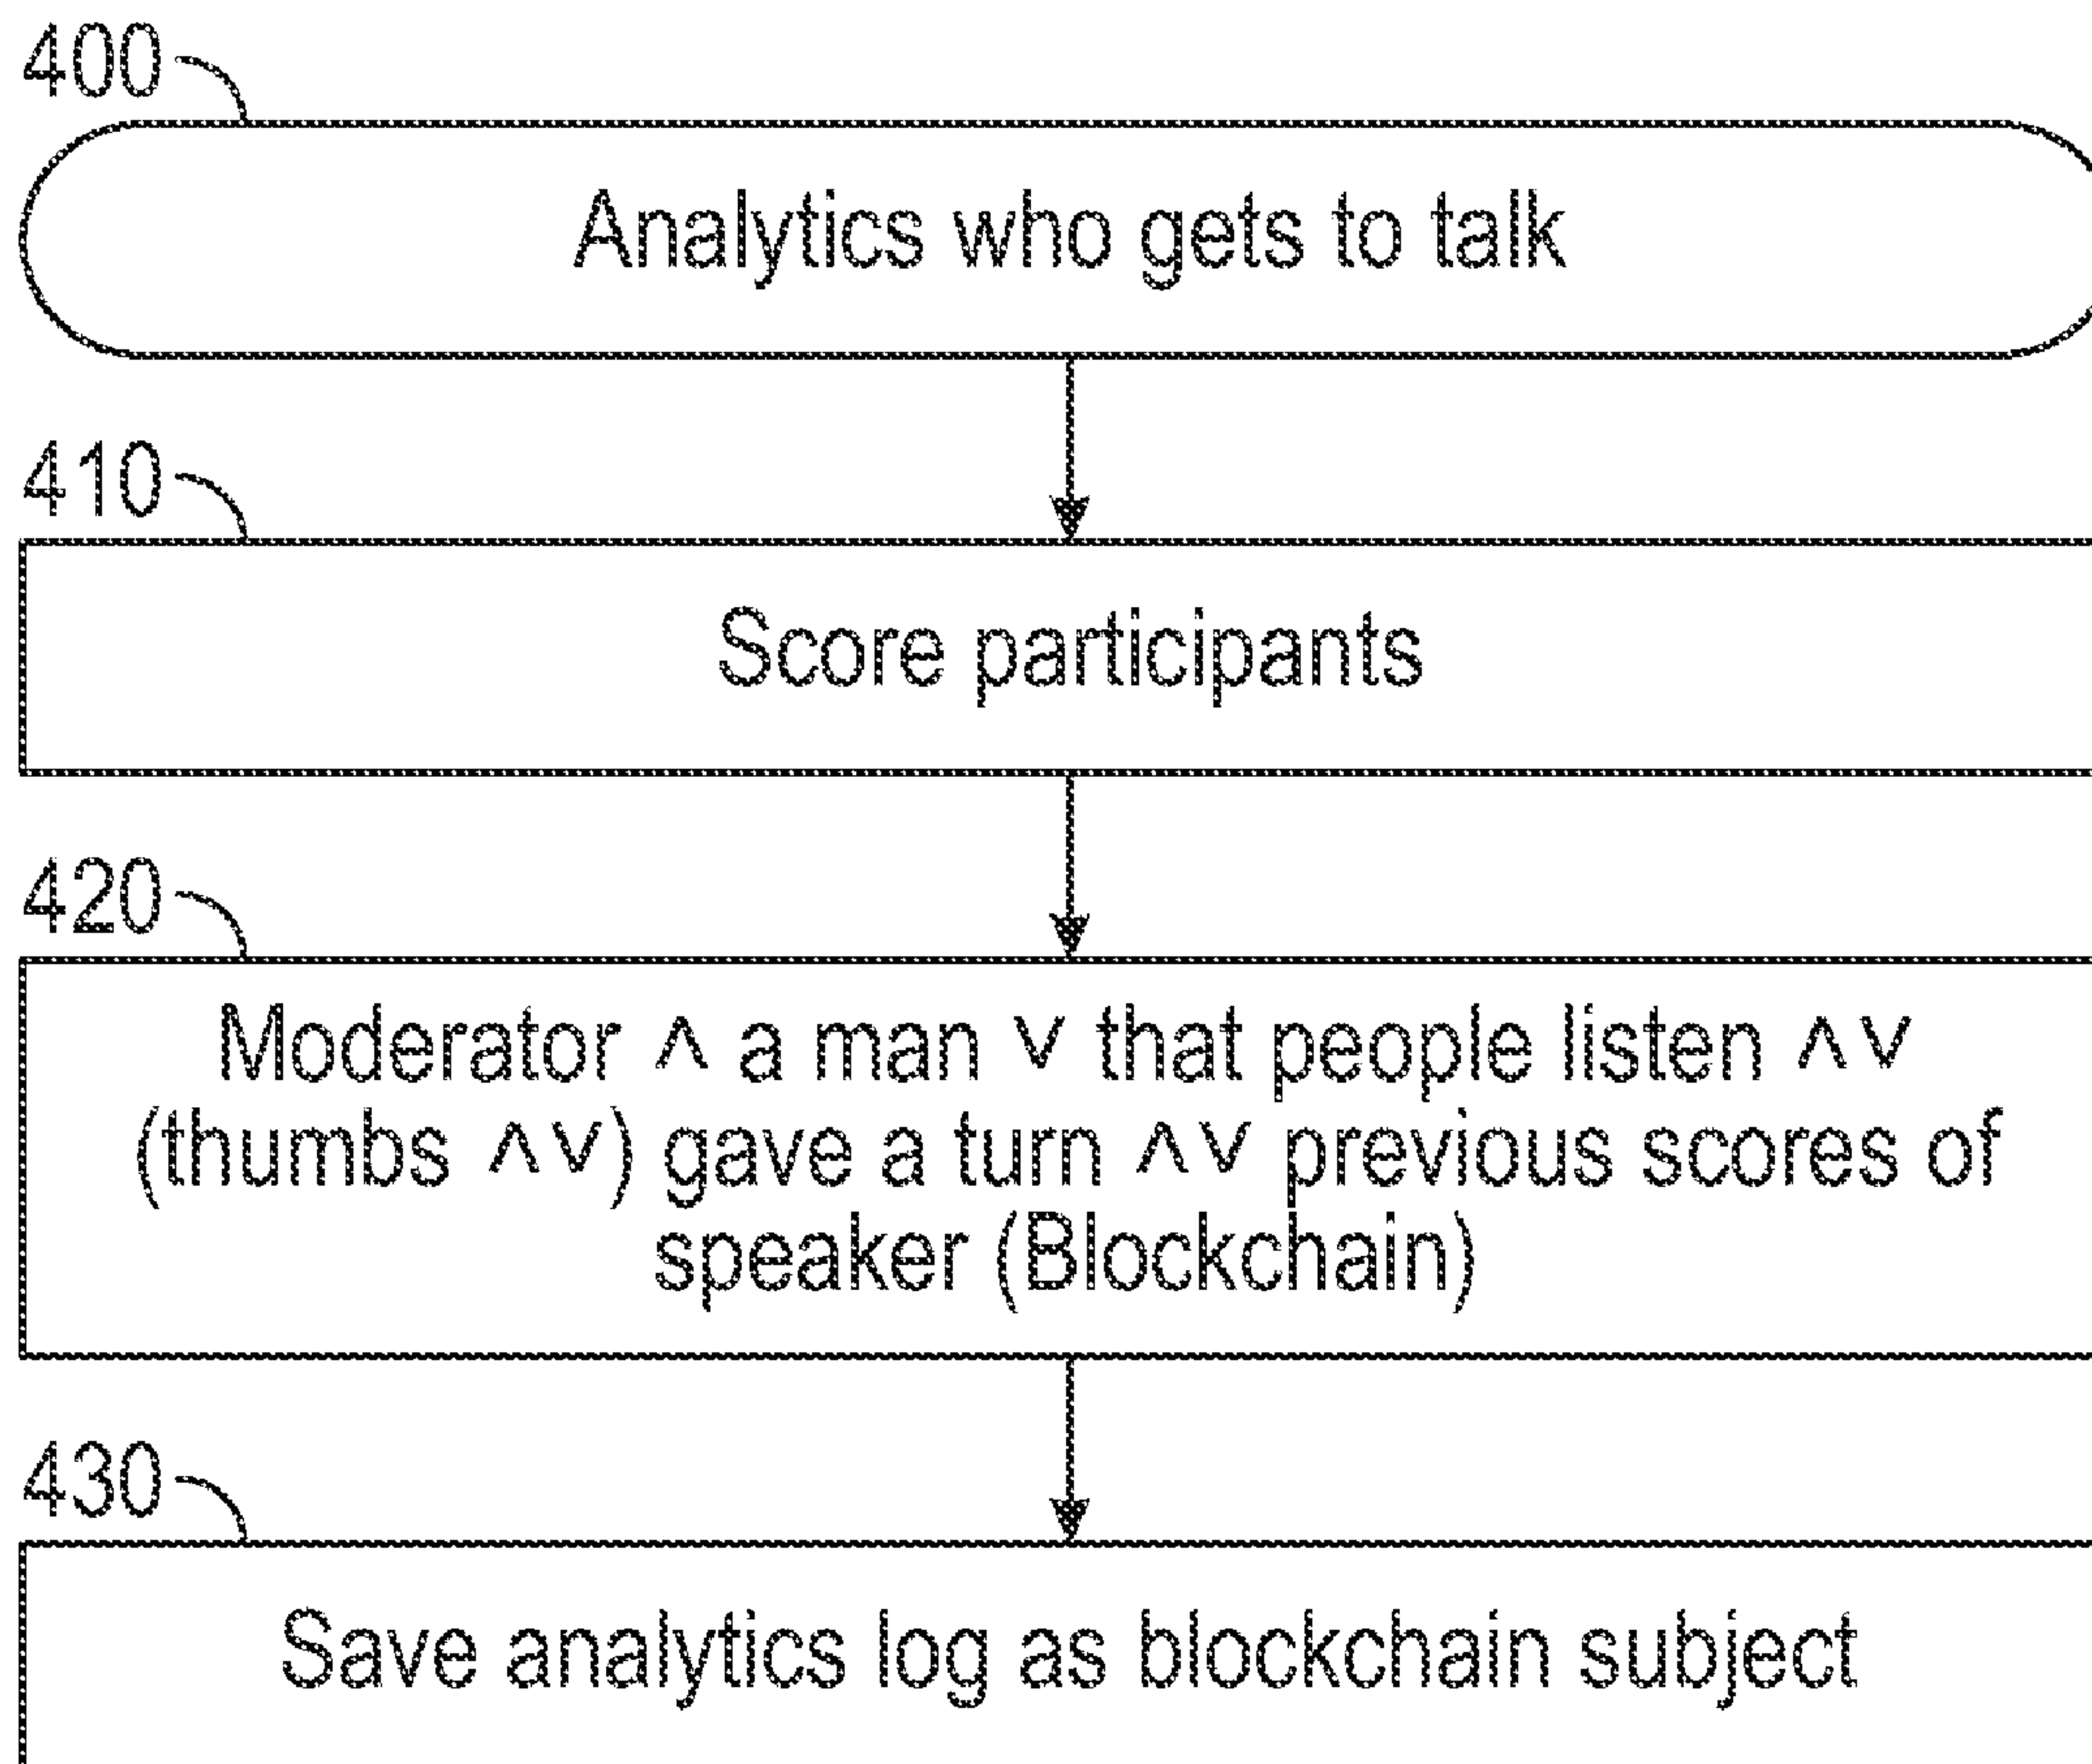 400
Analytics who gets to talk
410
Score participants
420
Moderator ∧ a man ∨ that people listen ∧∨
(thumbs ∧∨) gave a turn ∧∨ previous scores of
speaker (Blockchain)
430
Save analytics log as blockchain subject